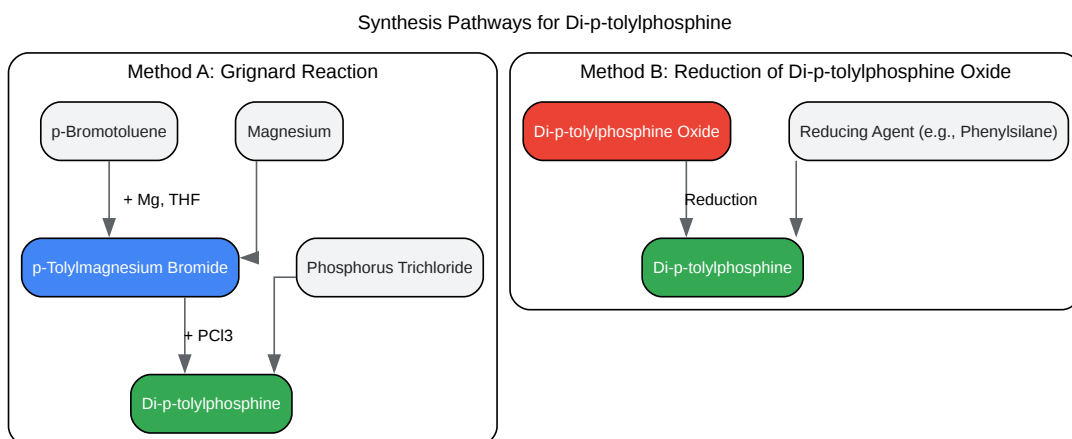 Synthesis Pathways for Di-p-tolylphosphine
Method A: Grignard Reaction
p-Bromotoluene
Magnesium
+ Mg, THF
p-Tolylmagnesium Bromide
Phosphorus Trichloride
+ PCl3
Di-p-tolylphosphine
Method B: Reduction of Di-p-tolylphosphine Oxide
Di-p-tolylphosphine Oxide
Reducing Agent (e.g., Phenylsilane)
Reduction
Di-p-tolylphosphine